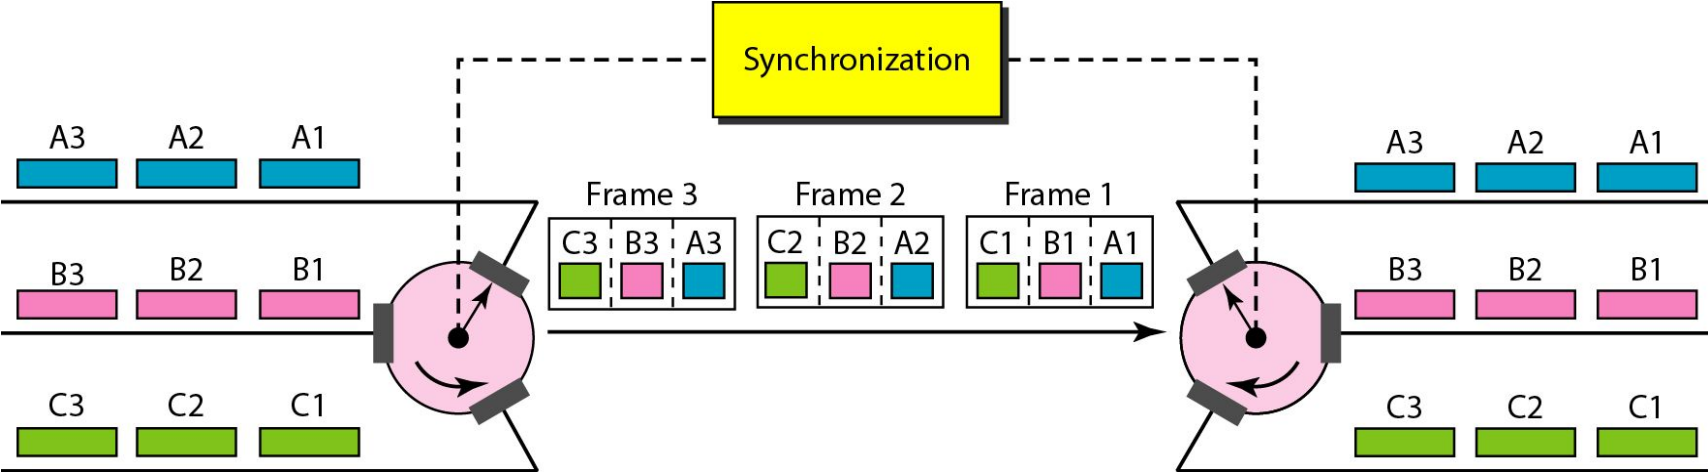 Synchronization
A3 A2 A1
A3 A2 A1
Frame 3 Frame 2 Frame 1
C3 B3 A3 C2 B2 A2 C1 B1 A1
B3 B2 B1
B3 B2 B1
C3 C2 C1
C3 C2 C1